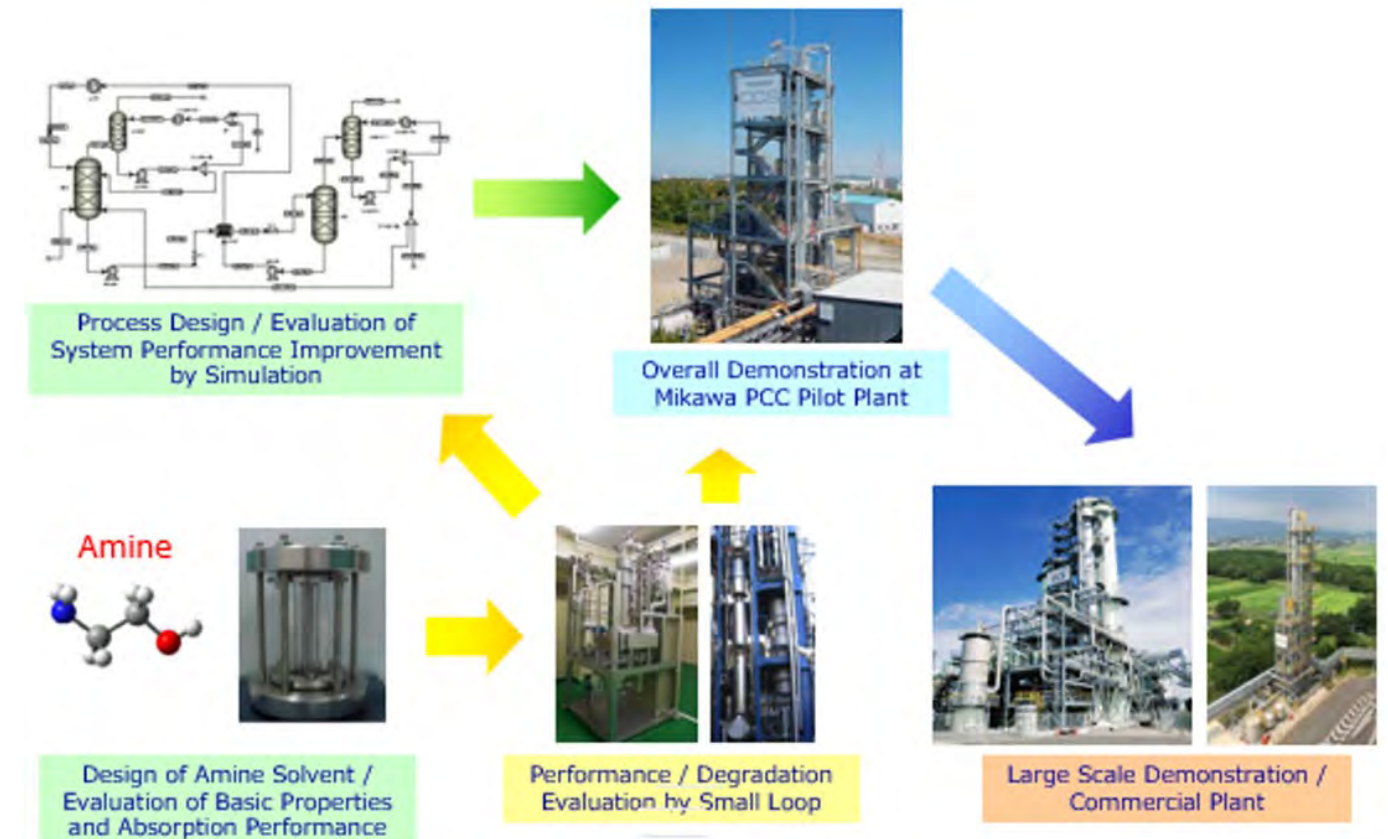 Process Design / Evaluation of
System Performance Improvement
by Simulation
Overall Demonstration at
Mikawa PCC Pilot Plant
Amine
Design of Amine Solvent /
Evaluation of Basic Properties
and Absorption Performance
Performance / Degradation
Evaluation by Small Loop
Large Scale Demonstration /
Commercial Plant